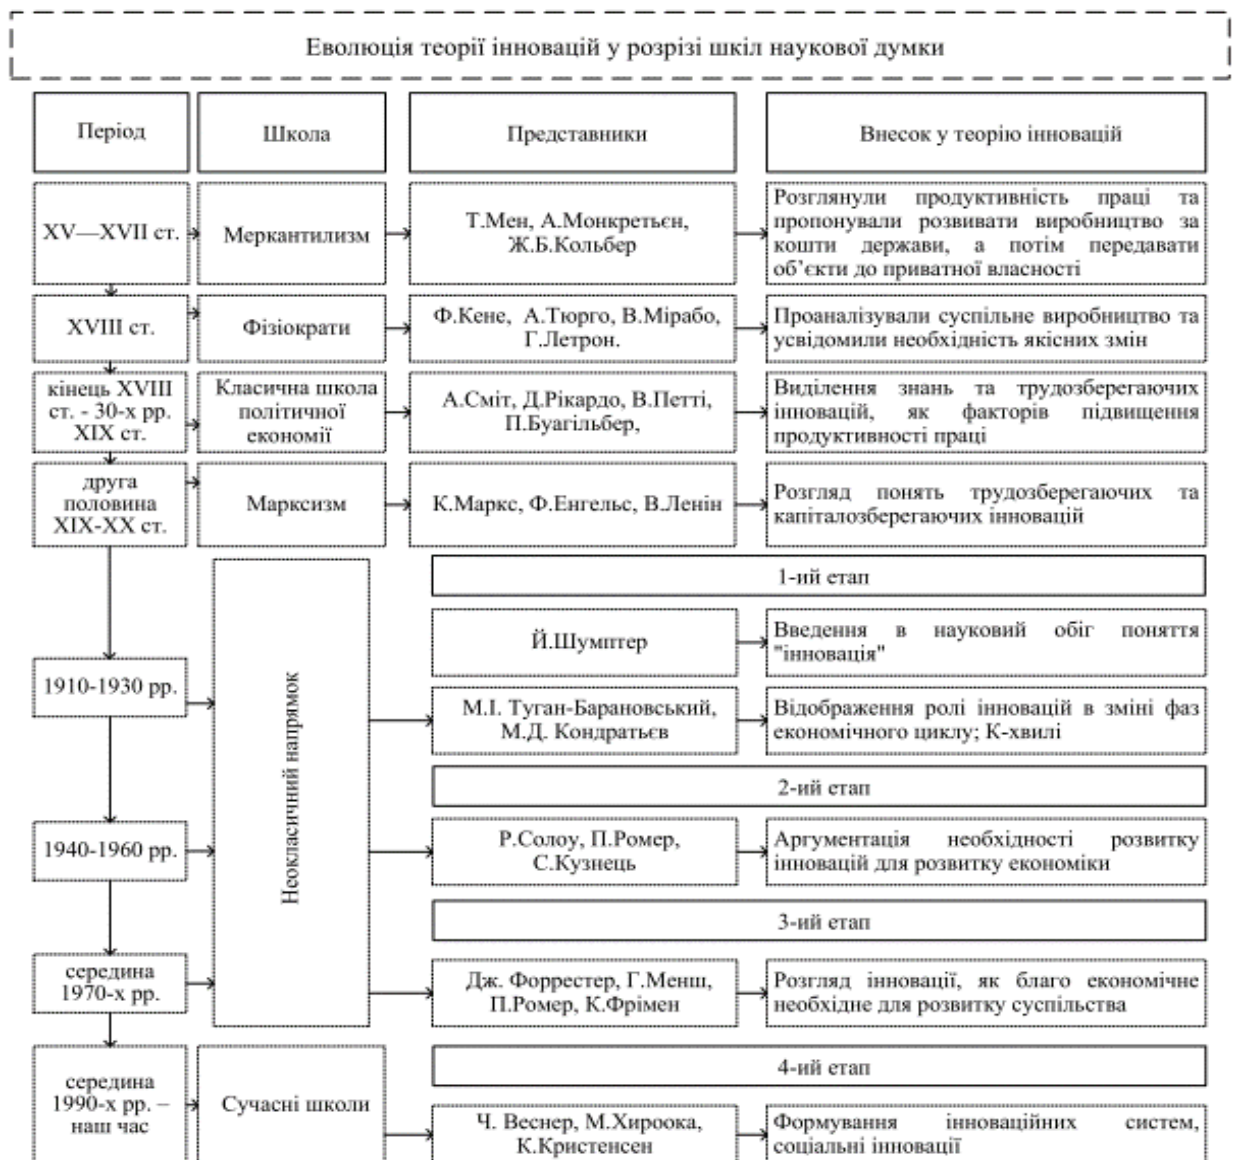 Еволюція теорії інновацій у розрізі шкіл наукової думки
Період
Школа
Представники
Внесок у теорію інновацій
XV—XVII ст.
Меркантилизм
Т.Мен, А.Монкретьєн,
Ж.Б.Кольбер
Розглянули продуктивність праці та
пропонували розвивати виробництво за
кошти держави, а потім передавати
об’єкти до приватної власності
XVIII ст.
Фізіократи
Ф.Кене, А.Тюрго, В.Мірабо,
Г.Летрон.
Проаналізували суспільне виробництво та
усвідомили необхідність якісних змін
кінець XVIII
ст. - 30-х рр.
XIX ст.
Класична школа
політичної
економії
А.Сміт, Д.Рікардо, В.Петті,
П.Буагільбер,
Виділення знань та трудозберегаючих
інновацій, як факторів підвищення
продуктивності праці
друга
половина
XIX-XX ст.
Марксизм
К.Маркс, Ф.Енгельс, В.Ленін
Розгляд понять трудозберегаючих та
капіталозберегаючих інновацій
Неокласичний напрямок
1-ий етап
1910-1930 рр.
Й.Шумптер
Введення в науковий обіг поняття
"інновація"
М.І. Туган-Барановський,
М.Д. Кондратьєв
Відображення ролі інновацій в зміні фаз
економічного циклу; К-хвилі
2-ий етап
1940-1960 рр.
Р.Солоу, П.Ромер,
С.Кузнець
Аргументація необхідності розвитку
інновацій для розвитку економіки
3-ий етап
середина
1970-х рр.
Дж. Форрестер, Г.Менш,
П.Ромер, К.Фрімен
Розгляд інновації, як благо економічне
необхідне для розвитку суспільства
4-ий етап
середина
1990-х рр. –
наш час
Сучасні школи
Ч. Веснер, М.Хироока,
К.Кристенсен
Формування інноваційних систем,
соціальні інновації